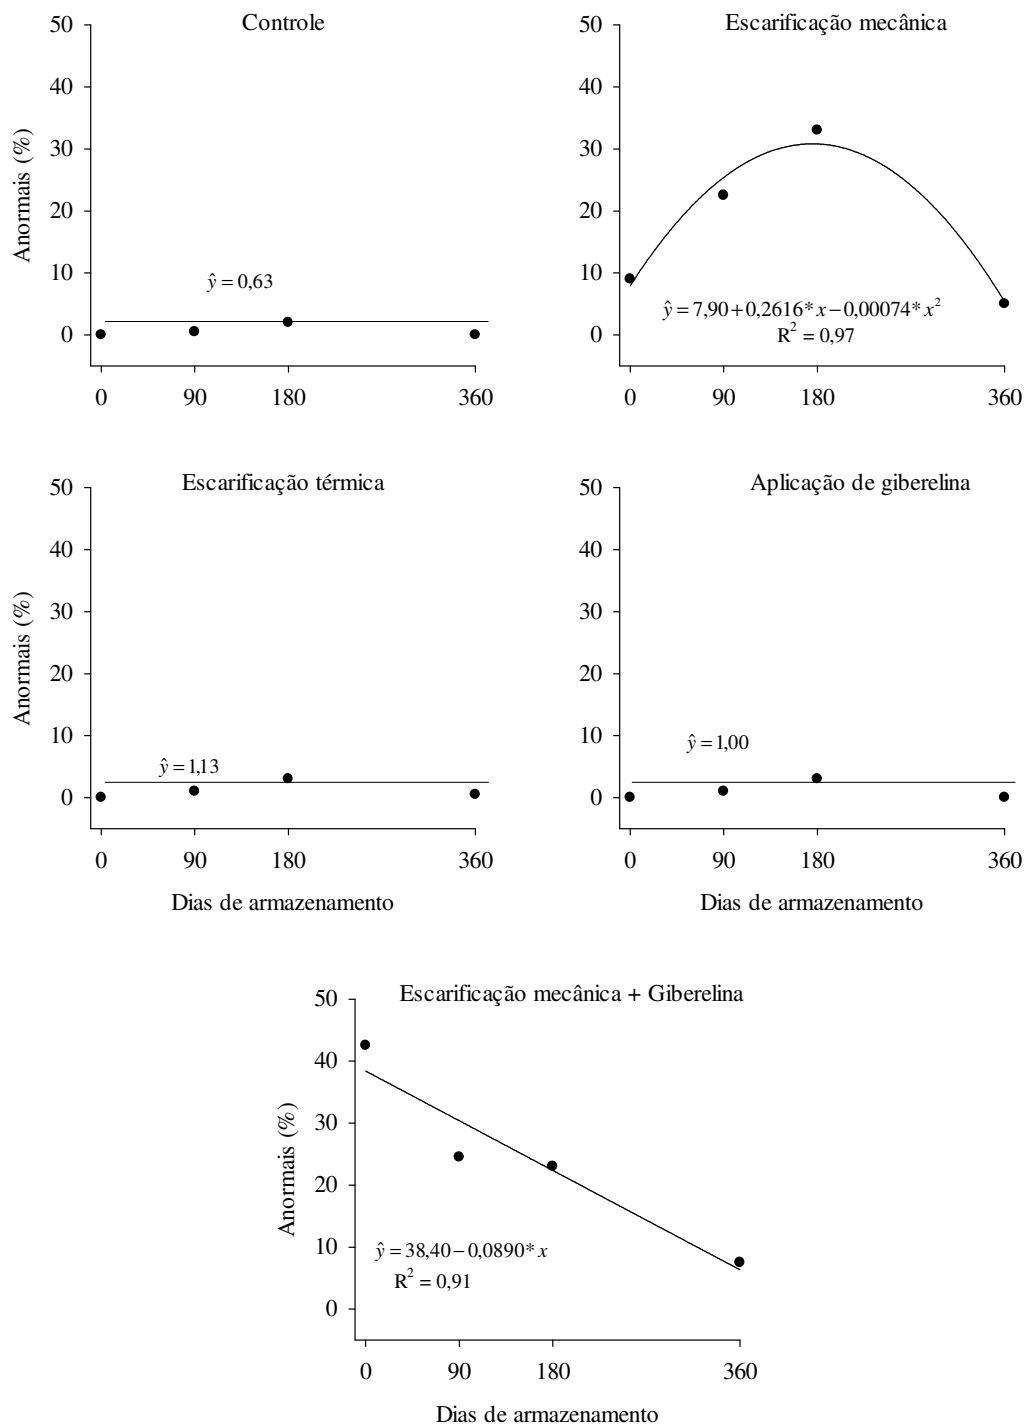 Controle
Anormais (%)
50
40
30
20
10
0
ŷ = 0,63
0 90 180 360
Escarificação mecânica
50
40
30
20
10
0
ŷ = 7,90+0,2616* x−0,00074* x²
R² = 0,97
0 90 180 360
Escarificação térmica
Anormais (%)
50
40
30
20
10
0
ŷ = 1,13
0 90 180 360
Dias de armazenamento
Aplicação de giberelina
50
40
30
20
10
0
ŷ = 1,00
0 90 180 360
Dias de armazenamento
Escarificação mecânica + Giberelina
Anormais (%)
50
40
30
20
10
0
ŷ = 38,40−0,0890* x
R² = 0,91
0 90 180 360
Dias de armazenamento